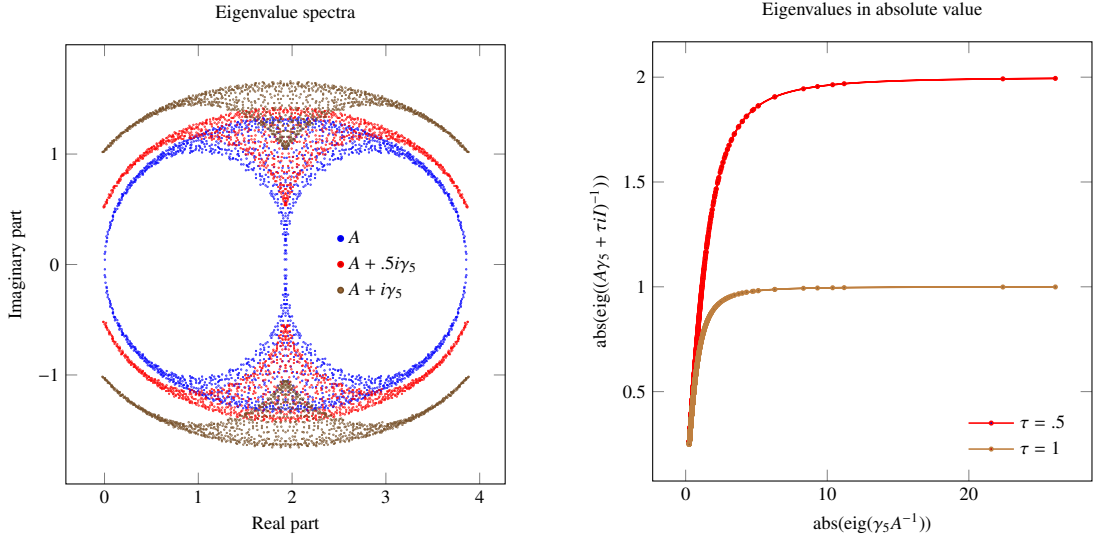 Eigenvalue spectra
Imaginary part
1
0
−1
A
A + .5iγ₅
A + iγ₅
0 1 2 3 4
Real part
Eigenvalues in absolute value
abs(eig((Aγ₅ + τiI)⁻¹))
2
1.5
1
0.5
τ = .5
τ = 1
0 10 20
abs(eig(γ₅A⁻¹))